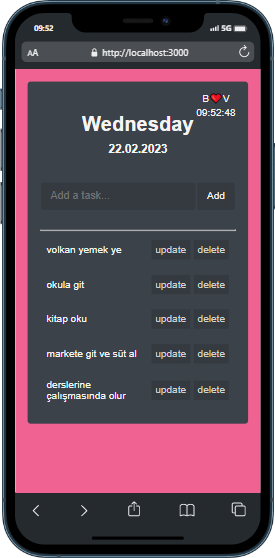 09:52
5G
AA http://localhost:3000
B❤️V
09:52:48
Wednesday
22.02.2023
Add a task...
Add
volkan yemek ye update delete
okula git update delete
kitap oku update delete
markete git ve süt al update delete
derslerine
çalışmasında olur update delete